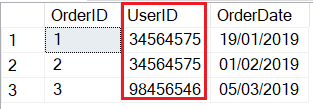 OrderID UserID OrderDate
1 1 34564575 19/01/2019
2 2 34564575 01/02/2019
3 3 98456546 05/03/2019